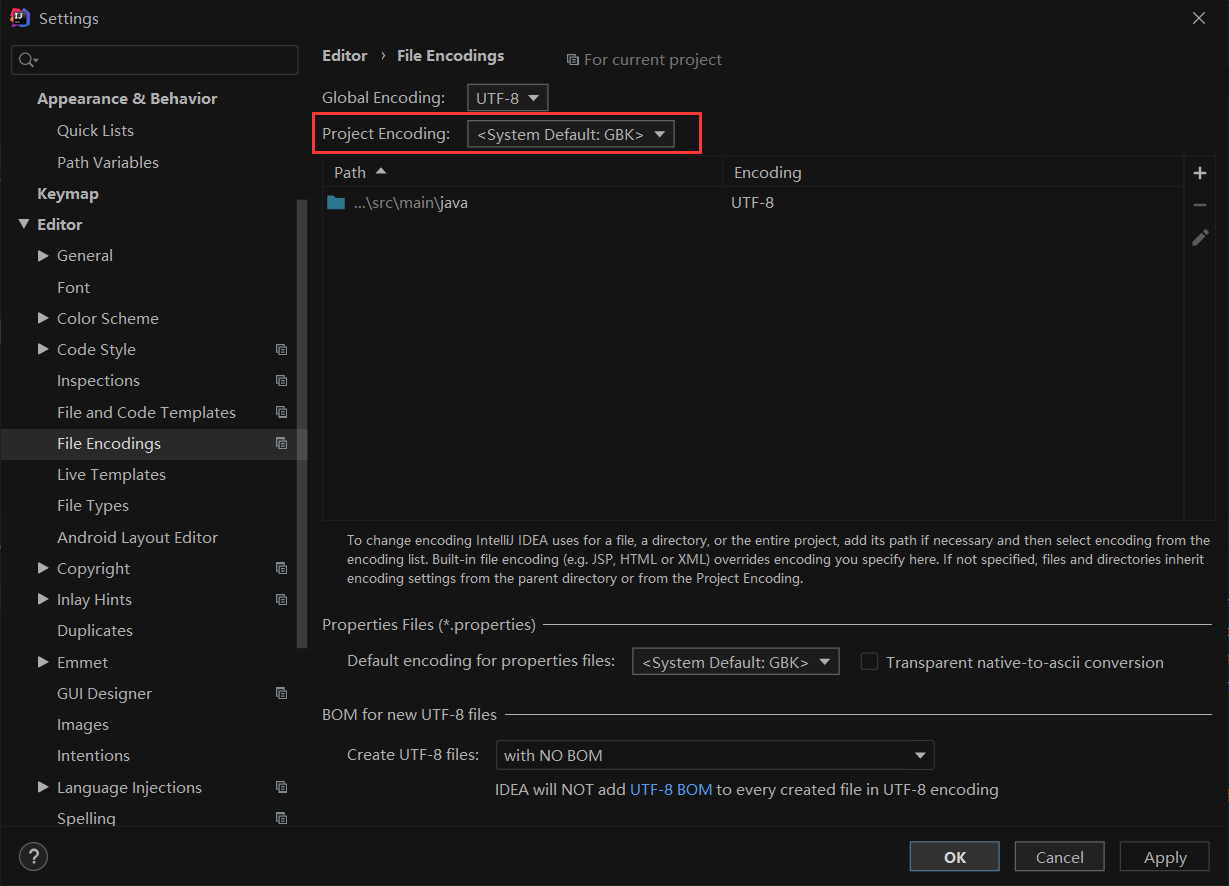 Settings
Appearance & Behavior
Quick Lists
Path Variables
Keymap
Editor
General
Font
Color Scheme
Code Style
Inspections
File and Code Templates
File Encodings
Live Templates
File Types
Android Layout Editor
Copyright
Inlay Hints
Duplicates
Emmet
GUI Designer
Images
Intentions
Language Injections
Spelling
Editor › File Encodings
For current project
Global Encoding: UTF-8
Project Encoding: <System Default: GBK>
Path Encoding
...\src\main\java UTF-8
To change encoding IntelliJ IDEA uses for a file, a directory, or the entire project, add its path if necessary and then select encoding from the
encoding list. Built-in file encoding (e.g. JSP, HTML or XML) overrides encoding you specify here. If not specified, files and directories inherit
encoding settings from the parent directory or from the Project Encoding.
Properties Files (*.properties)
Default encoding for properties files: <System Default: GBK> Transparent native-to-ascii conversion
BOM for new UTF-8 files
Create UTF-8 files: with NO BOM
IDEA will NOT add UTF-8 BOM to every created file in UTF-8 encoding
? OK Cancel Apply